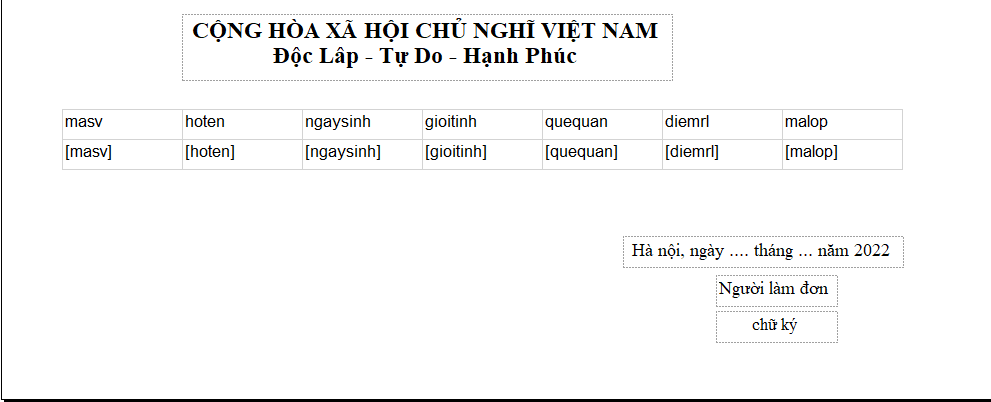 CỘNG HÒA XÃ HỘI CHỦ NGHĨ VIỆT NAM
Độc Lâp - Tự Do - Hạnh Phúc
masv hoten ngaysinh gioitinh quequan diemrl malop
[masv] [hoten] [ngaysinh] [gioitinh] [quequan] [diemrl] [malop]
Hà nội, ngày .... tháng ... năm 2022
Người làm đơn
chữ ký